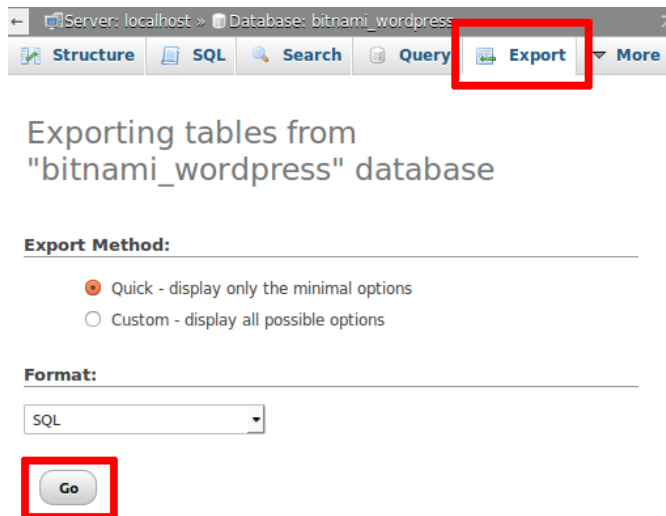 Server: localhost » Database: bitnami_wordpress
Structure SQL Search Query Export More
Exporting tables from
"bitnami_wordpress" database
Export Method:
Quick - display only the minimal options
Custom - display all possible options
Format:
SQL
Go